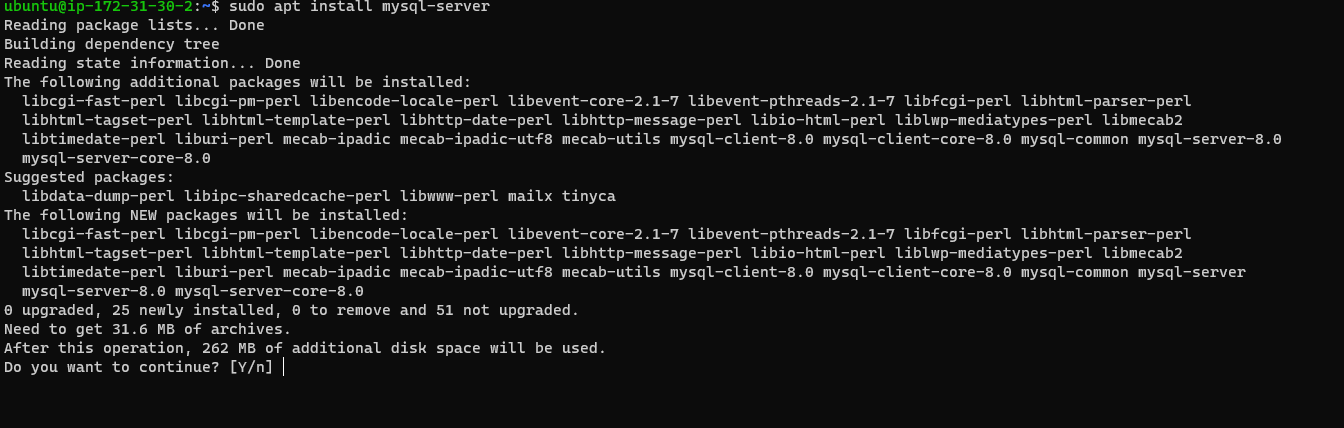 ubuntu@ip-172-31-30-2:~$ sudo apt install mysql-server
Reading package lists... Done
Building dependency tree
Reading state information... Done
The following additional packages will be installed:
  libcgi-fast-perl libcgi-pm-perl libencode-locale-perl libevent-core-2.1-7 libevent-pthreads-2.1-7 libfcgi-perl libhtml-parser-perl
  libhtml-tagset-perl libhtml-template-perl libhttp-date-perl libhttp-message-perl libio-html-perl liblwp-mediatypes-perl libmecab2
  libtimedate-perl liburi-perl mecab-ipadic mecab-ipadic-utf8 mecab-utils mysql-client-8.0 mysql-client-core-8.0 mysql-common mysql-server-8.0
  mysql-server-core-8.0
Suggested packages:
  libdata-dump-perl libipc-sharedcache-perl libwww-perl mailx tinyca
The following NEW packages will be installed:
  libcgi-fast-perl libcgi-pm-perl libencode-locale-perl libevent-core-2.1-7 libevent-pthreads-2.1-7 libfcgi-perl libhtml-parser-perl
  libhtml-tagset-perl libhtml-template-perl libhttp-date-perl libhttp-message-perl libio-html-perl liblwp-mediatypes-perl libmecab2
  libtimedate-perl liburi-perl mecab-ipadic mecab-ipadic-utf8 mecab-utils mysql-client-8.0 mysql-client-core-8.0 mysql-common mysql-server
  mysql-server-8.0 mysql-server-core-8.0
0 upgraded, 25 newly installed, 0 to remove and 51 not upgraded.
Need to get 31.6 MB of archives.
After this operation, 262 MB of additional disk space will be used.
Do you want to continue? [Y/n]